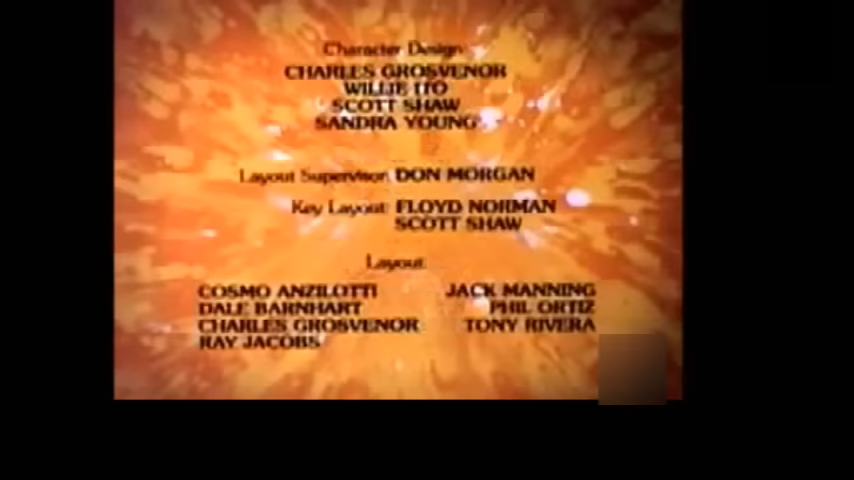 Character Design
CHARLES GROSVENOR
WILLIE ITO
SCOTT SHAW
SANDRA YOUNG
Layout Supervisor: DON MORGAN
Key Layout: FLOYD NORMAN
SCOTT SHAW
Layout:
COSMO ANZILOTTI JACK MANNING
DALE BARNHART PHIL ORTIZ
CHARLES GROSVENOR TONY RIVERA
RAY JACOBS